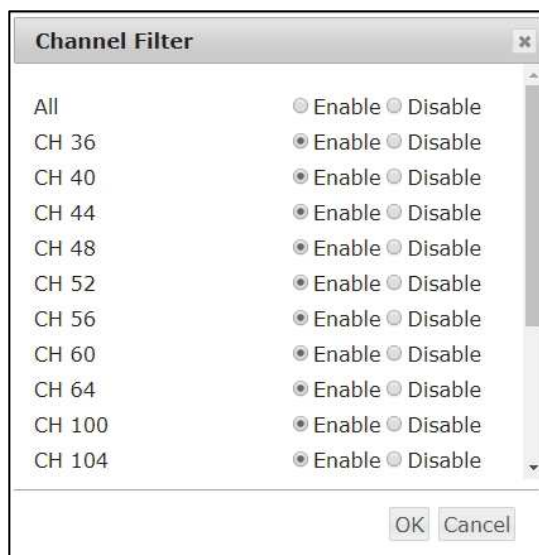 Channel Filter
All Enable Disable
CH 36 Enable Disable
CH 40 Enable Disable
CH 44 Enable Disable
CH 48 Enable Disable
CH 52 Enable Disable
CH 56 Enable Disable
CH 60 Enable Disable
CH 64 Enable Disable
CH 100 Enable Disable
CH 104 Enable Disable
OK Cancel